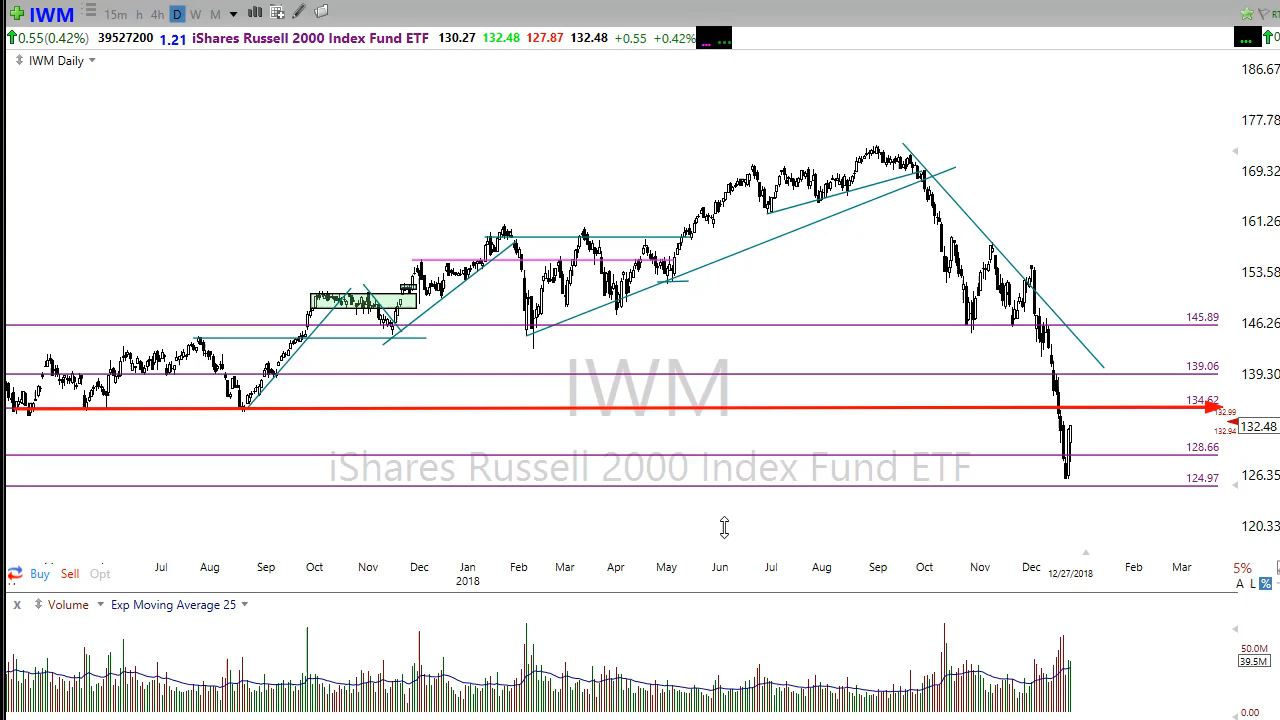 IWM 15m h 4h D W M
0.55(0.42%) 39527200 1.21 iShares Russell 2000 Index Fund ETF 130.27 132.48 127.87 132.48 +0.55 +0.42%
IWM Daily
186.67
177.78
169.32
161.26
153.58
145.89
146.26
139.06
139.30
134.62
132.99
132.48
132.94
128.66
126.35
124.97
120.33
IWM
iShares Russell 2000 Index Fund ETF
Jul Aug Sep Oct Nov Dec Jan Feb Mar Apr May Jun Jul Aug Sep Oct Nov Dec 12/27/2018 Feb Mar
2018
5%
Buy Sell Opt
A L %
x Volume Exp Moving Average 25
50.0M
39.5M
0.00